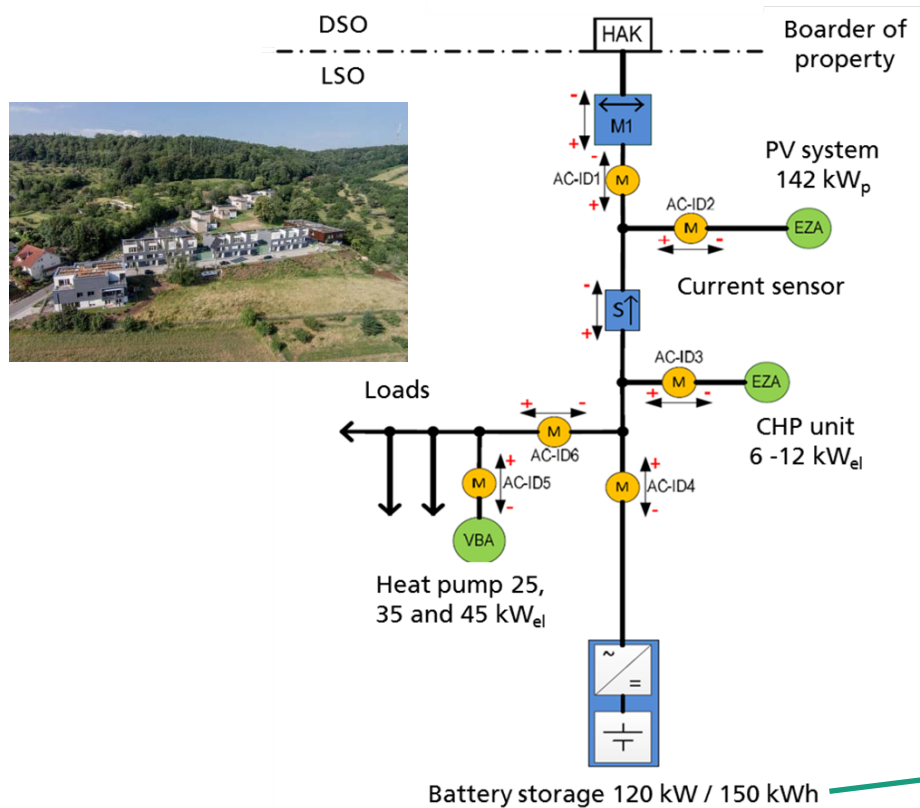 DSO
HAK
Boarder of
property
LSO
-
M1
+
-
AC-ID1
M
+
PV system
142 kWp
AC-ID2
M
EZA
+
-
-
S
+
Current sensor
AC-ID3
M
EZA
+
-
Loads
CHP unit
6 -12 kWel
+
-
M
AC-ID6
+
M
AC-ID5
-
VBA
+
M
AC-ID4
-
Heat pump 25,
35 and 45 kWel
~
=
Battery storage 120 kW / 150 kWh